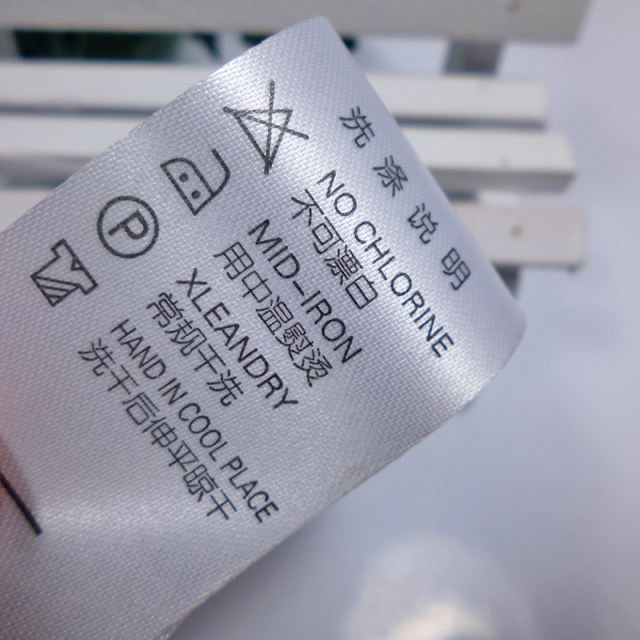 洗涤说明
NO CHLORINE
不可漂白
MID-IRON
用中温熨烫
P
XLEANDRY
常规干洗
HAND IN COOL PLACE
洗干后申平晾干